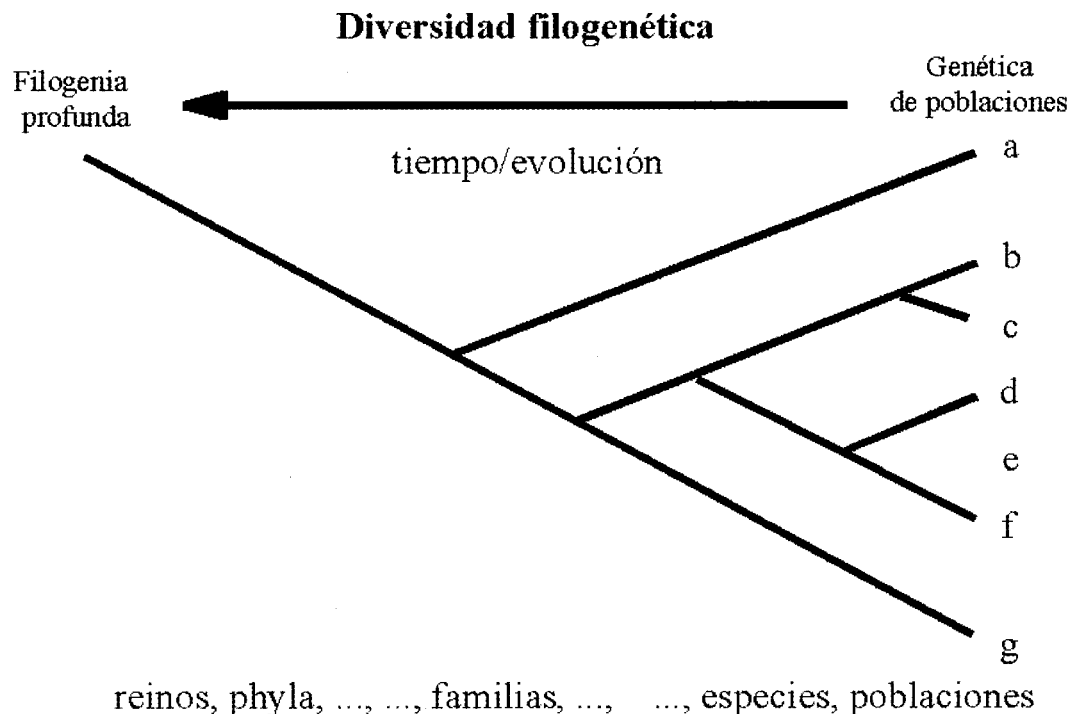 Diversidad filogenética
Filogenia
profunda
Genética
de poblaciones
tiempo/evolución
a
b
c
d
e
f
g
reinos, phyla, ..., ..., familias, ..., ..., especies, poblaciones